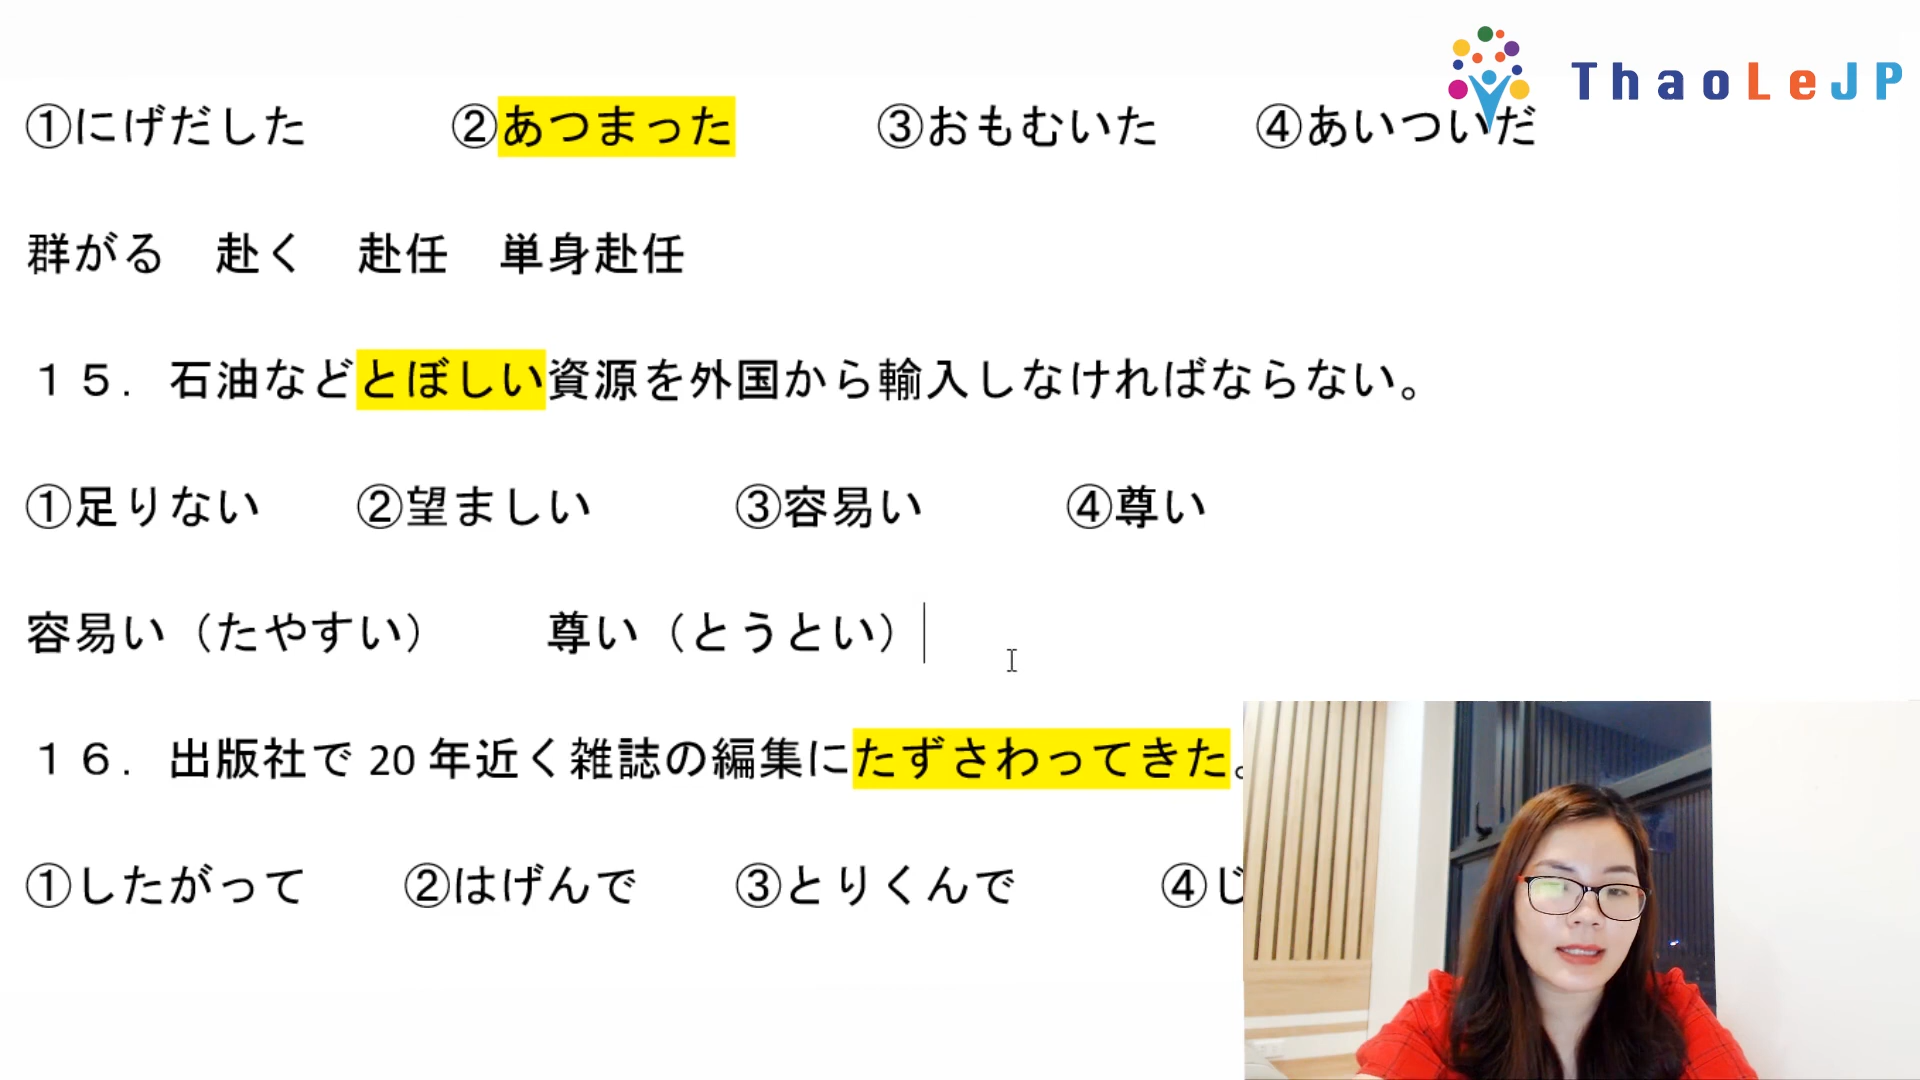 ThaoLeJP
①にげだした ②あつまった ③おもむいた ④あいついだ
群がる 赴く 赴任 単身赴任
１５．石油などとぼしい資源を外国から輸入しなければならない。
①足りない ②望ましい ③容易い ④尊い
容易い（たやすい） 尊い（とうとい）
１６．出版社で 20 年近く雑誌の編集にたずさわってきた。
①したがって ②はげんで ③とりくんで ④じ